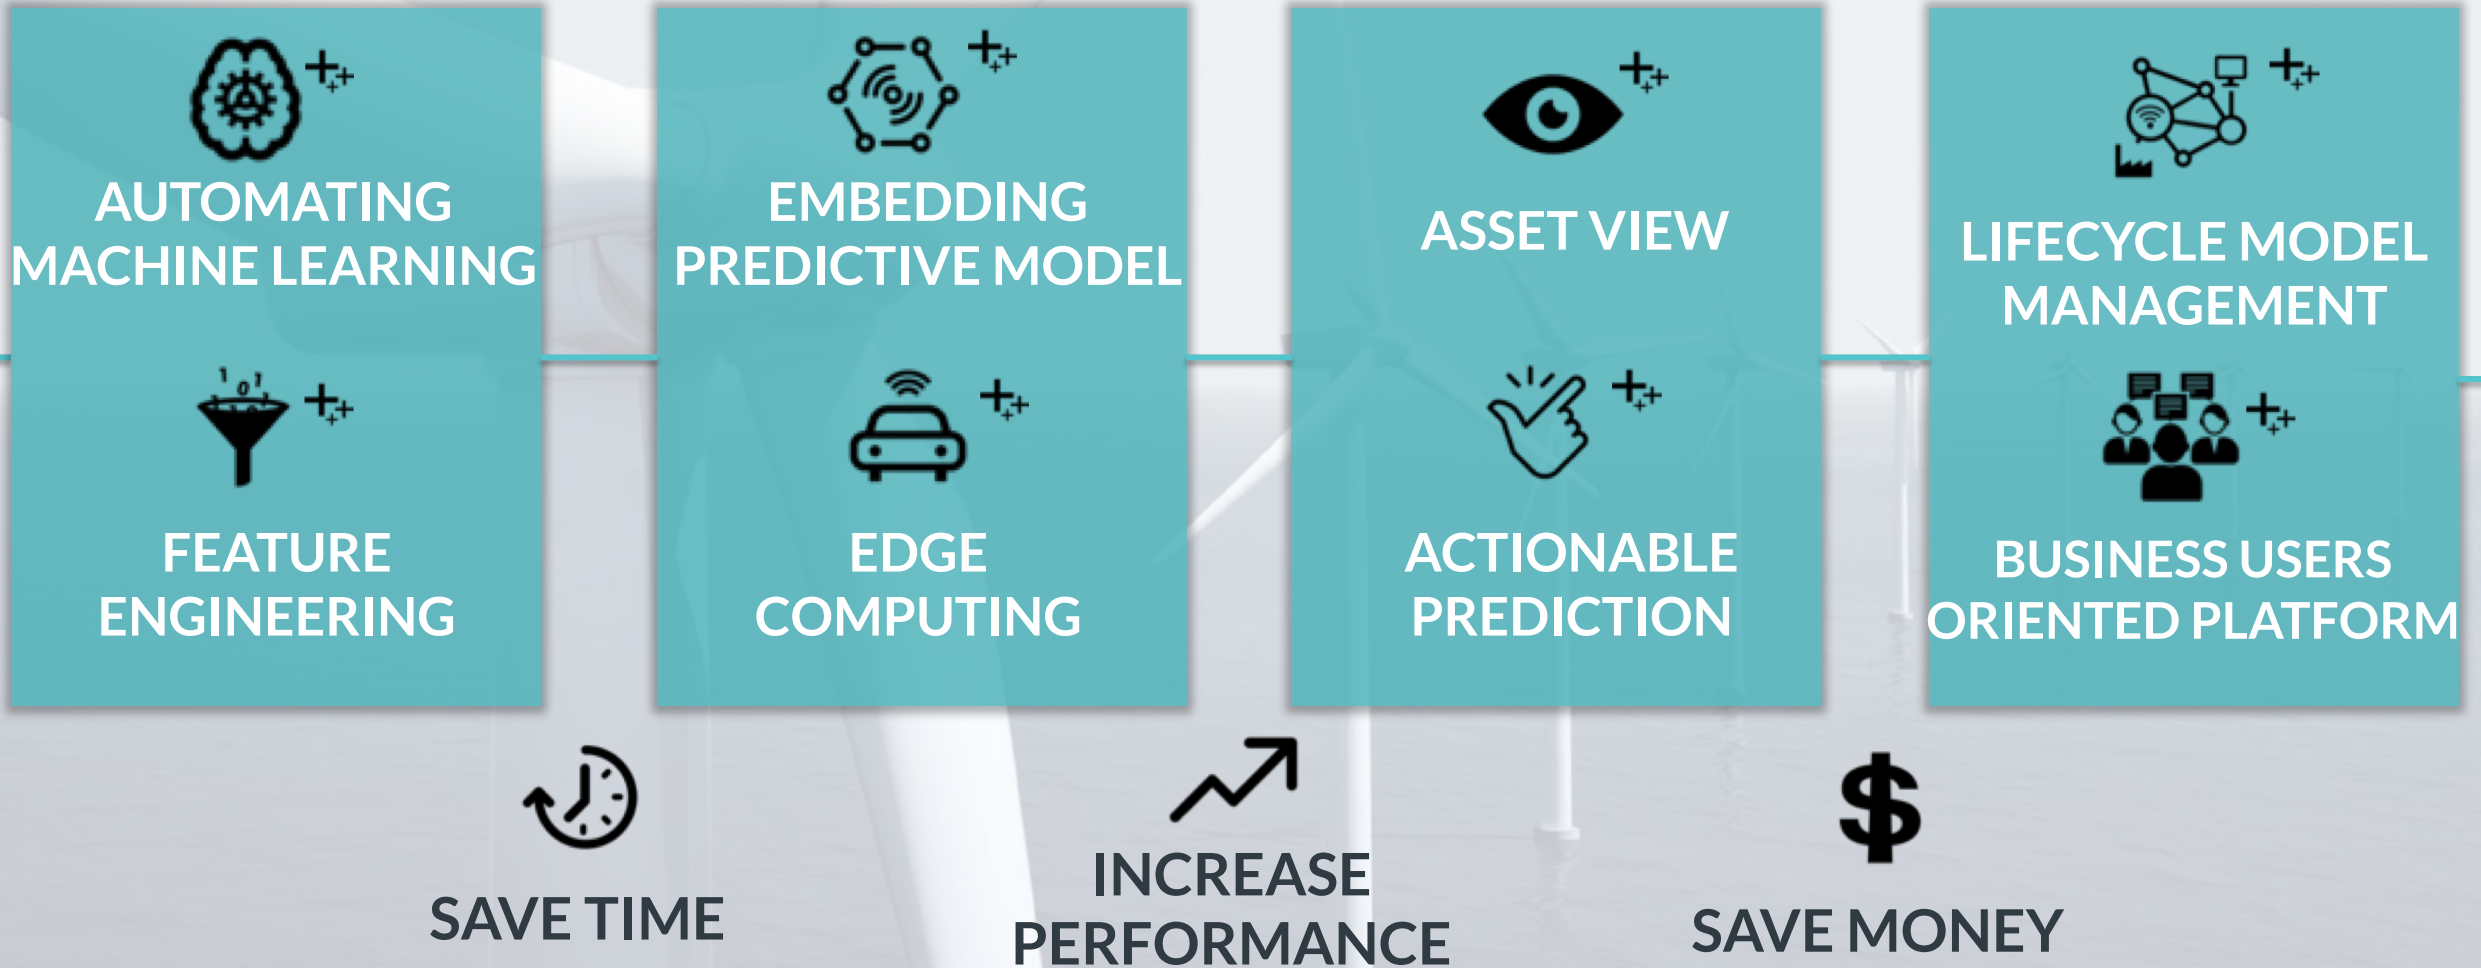 AUTOMATING
MACHINE LEARNING
FEATURE
ENGINEERING
EMBEDDING
PREDICTIVE MODEL
EDGE
COMPUTING
ASSET VIEW
ACTIONABLE
PREDICTION
LIFECYCLE MODEL
MANAGEMENT
BUSINESS USERS
ORIENTED PLATFORM
SAVE TIME
INCREASE
PERFORMANCE
SAVE MONEY